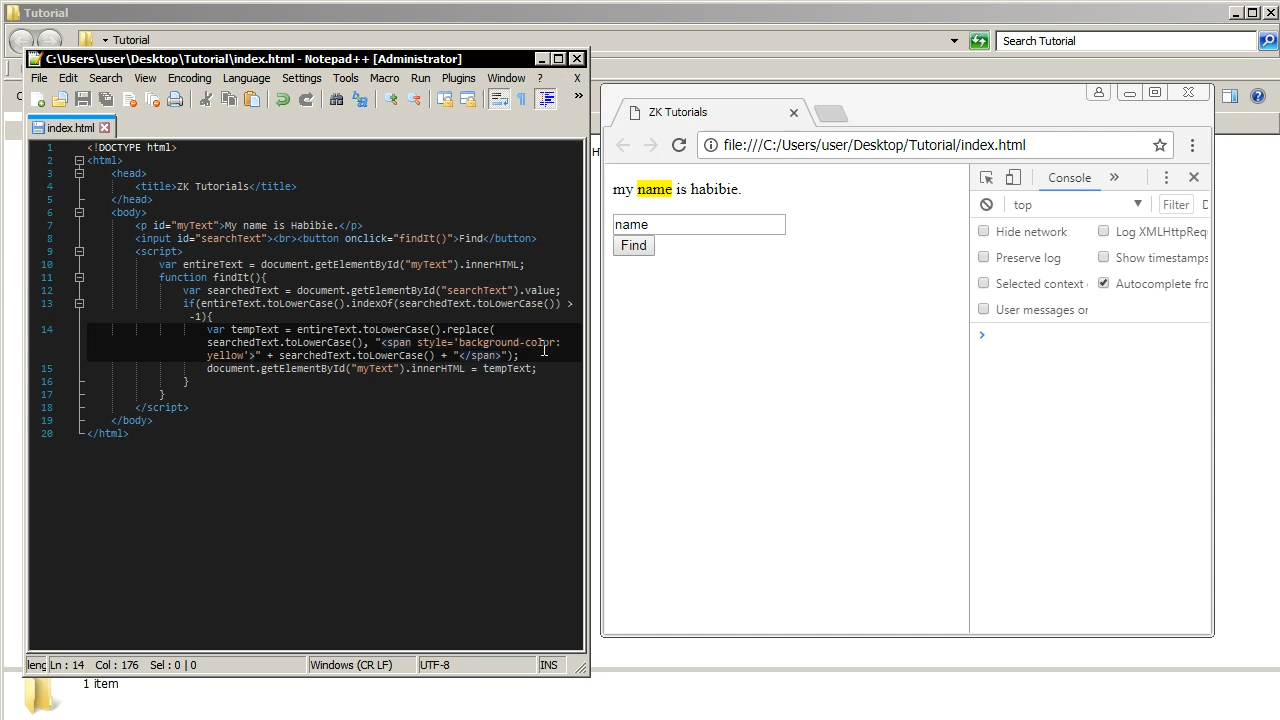 Tutorial
Tutorial
Search Tutorial
C:\Users\user\Desktop\Tutorial\index.html - Notepad++ [Administrator]
File Edit Search View Encoding Language Settings Tools Macro Run Plugins Window ? X
index.html
1 <!DOCTYPE html>
2 <html>
3 <head>
4 <title>ZK Tutorials</title>
5 </head>
6 <body>
7 <p id="myText">My name is Habibie.</p>
8 <input id="searchText"><br><button onclick="findIt()">Find</button>
9 <script>
10 var entireText = document.getElementById("myText").innerHTML;
11 function findIt(){
12 var searchedText = document.getElementById("searchText").value;
13 if(entireText.toLowerCase().indexOf(searchedText.toLowerCase()) >
-1){
14 var tempText = entireText.toLowerCase().replace(
searchedText.toLowerCase(), "<span style='background-color:
yellow'>" + searchedText.toLowerCase() + "</span>");
15 document.getElementById("myText").innerHTML = tempText;
16 }
17 }
18 </script>
19 </body>
20 </html>
leng Ln : 14 Col : 176 Sel : 0 | 0 Windows (CR LF) UTF-8 INS
1 item
ZK Tutorials
file:///C:/Users/user/Desktop/Tutorial/index.html
my name is habibie.
name
Find
Console »
top Filter
Hide network Log XMLHttpReq
Preserve log Show timestamps
Selected context Autocomplete fro
User messages or